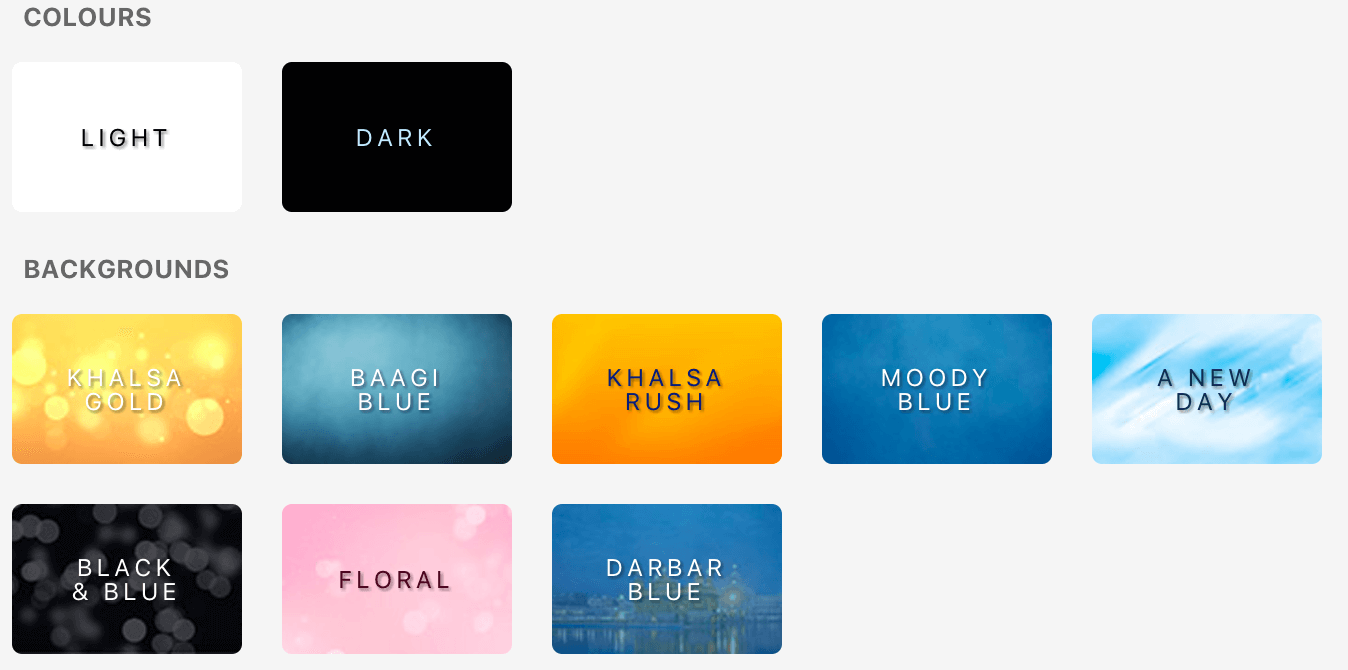 COLOURS
LIGHT
DARK
BACKGROUNDS
KHALSA
GOLD
BAAGI
BLUE
KHALSA
RUSH
MOODY
BLUE
A NEW
DAY
BLACK
& BLUE
FLORAL
DARBAR
BLUE